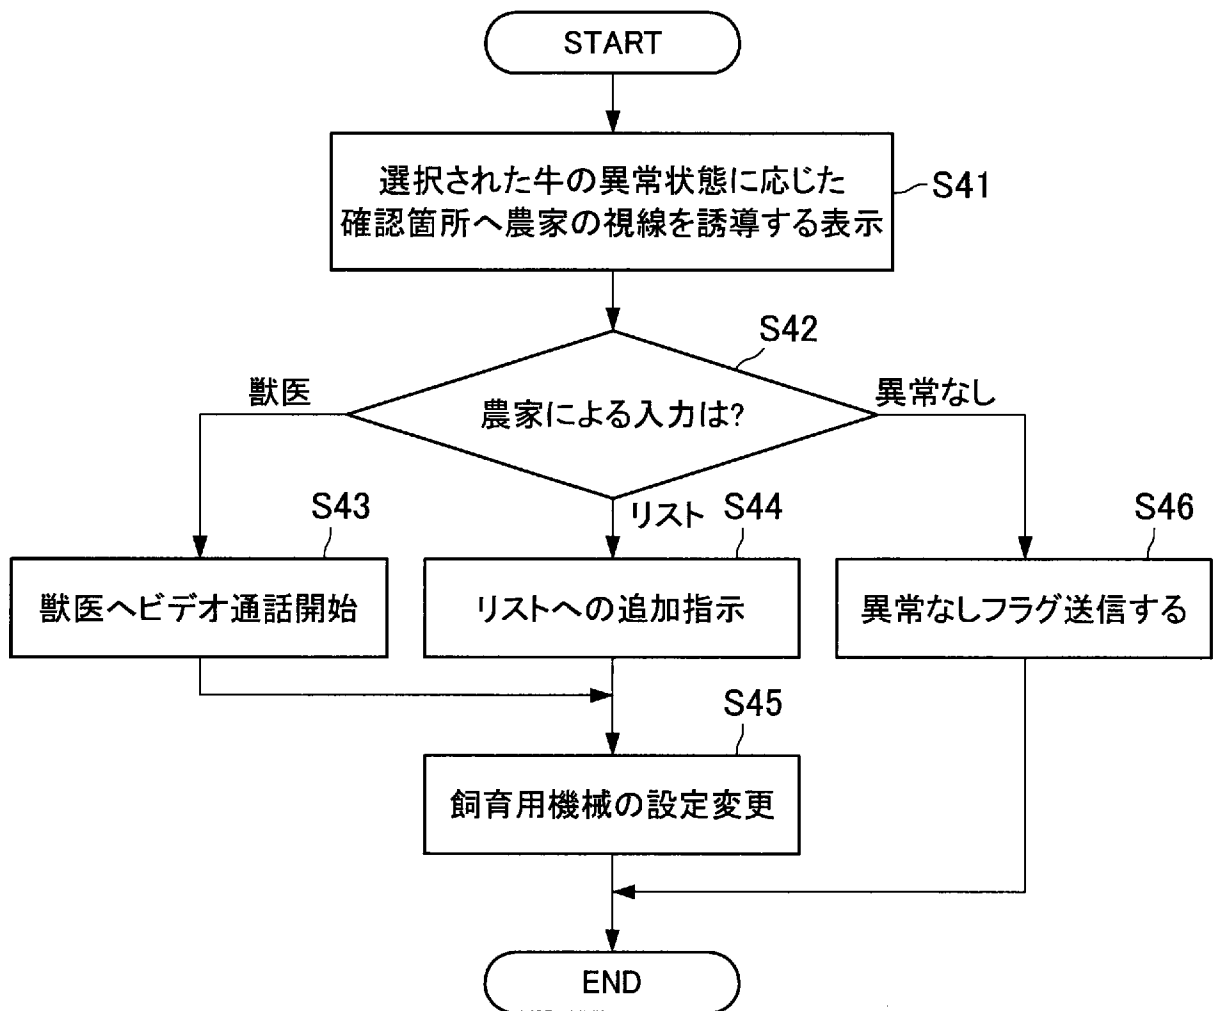 START
選択された牛の異常状態に応じた
確認箇所へ農家の視線を誘導する表示
S41
S42
獣医
農家による入力は?
異常なし
S43
リスト
S44
S46
獣医へビデオ通話開始
リストへの追加指示
異常なしフラグ送信する
S45
飼育用機械の設定変更
END